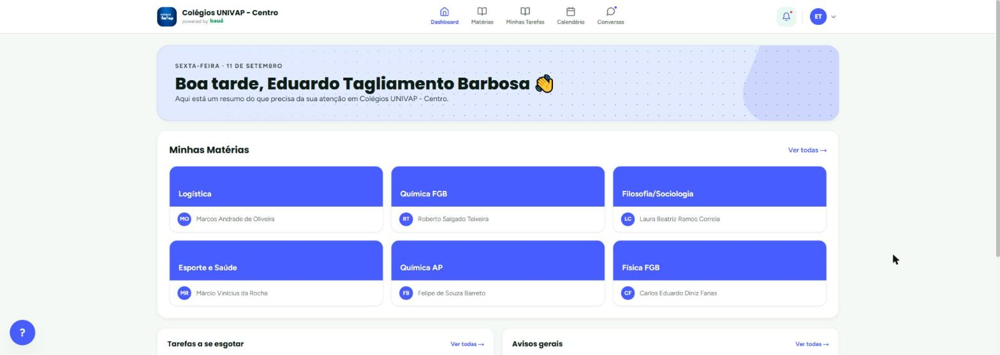 Colégios UNIVAP - Centro
powered by bauá
Dashboard
Matérias
Minhas Tarefas
Calendário
Conversas
ET
SEXTA-FEIRA · 11 DE SETEMBRO
Boa tarde, Eduardo Tagliamento Barbosa 👋
Aqui está um resumo do que precisa da sua atenção em Colégios UNIVAP - Centro.
Minhas Matérias
Ver todas →
Logística
Química FGB
Filosofia/Sociologia
MO Marcos Andrade de Oliveira
RT Roberto Salgado Teixeira
LC Laura Beatriz Ramos Correia
Esporte e Saúde
Química AP
Física FGB
MR Márcio Vinícius da Rocha
FB Felipe de Souza Barreto
CF Carlos Eduardo Diniz Farias
?
Tarefas a se esgotar
Ver todas →
Avisos gerais
Ver todas →